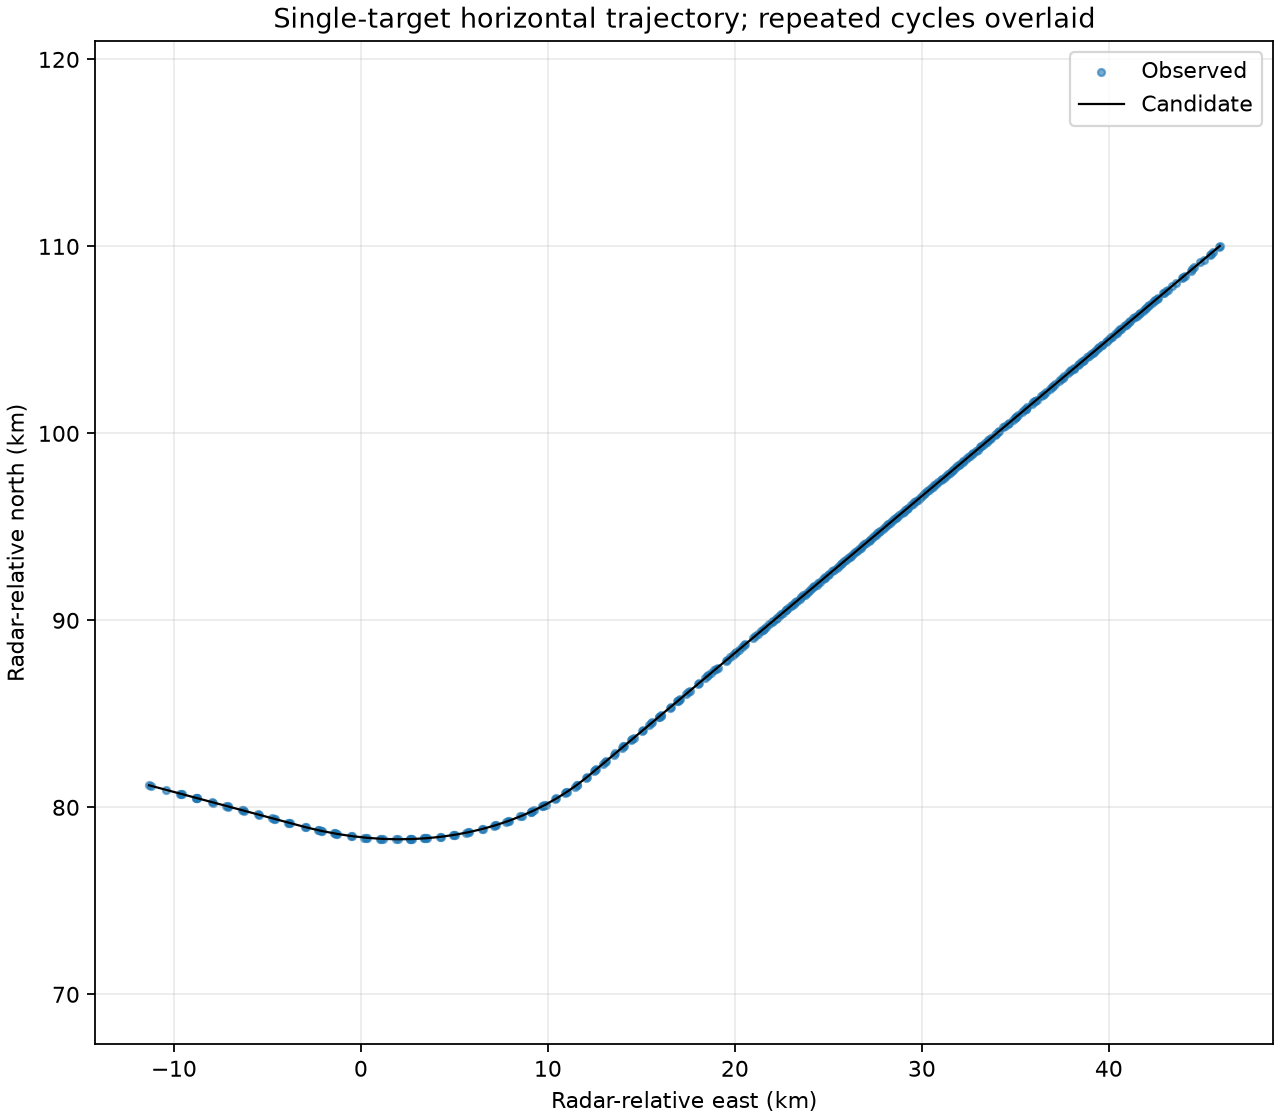 Single-target horizontal trajectory; repeated cycles overlaid
Observed
Candidate
120
110
100
90
80
70
Radar-relative north (km)
−10
0
10
20
30
40
Radar-relative east (km)